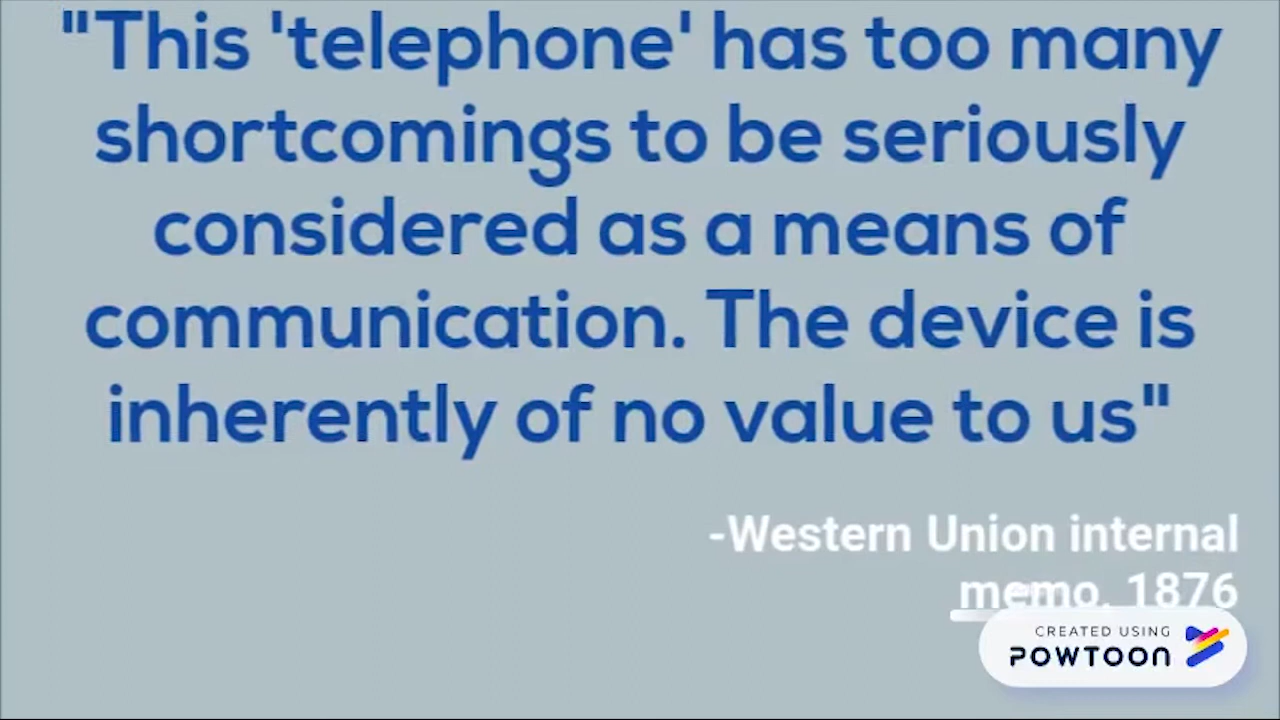 "This 'telephone' has too many
shortcomings to be seriously
considered as a means of
communication. The device is
inherently of no value to us"
-Western Union internal
memo, 1876
CREATED USING
POWTOON